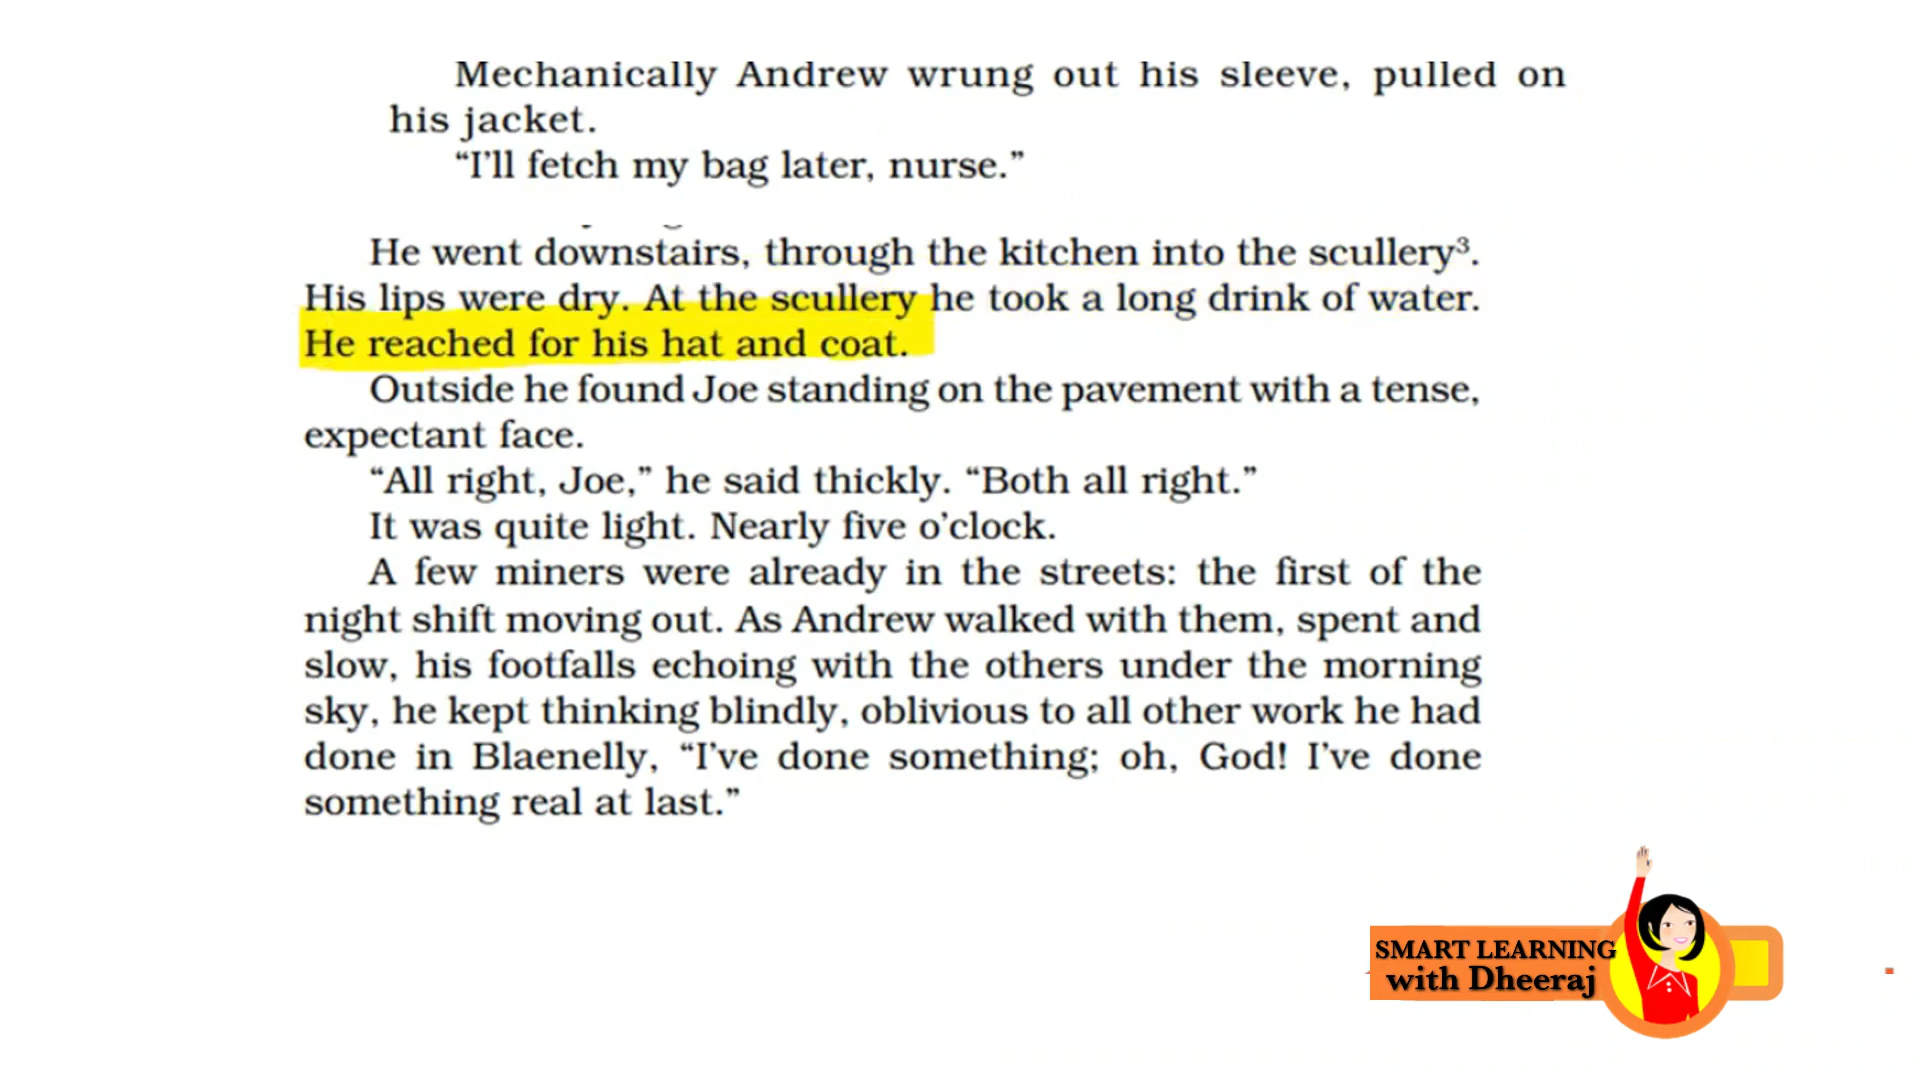 Mechanically Andrew wrung out his sleeve, pulled on
his jacket.
“I’ll fetch my bag later, nurse.”
He went downstairs, through the kitchen into the scullery³.
His lips were dry. At the scullery he took a long drink of water.
He reached for his hat and coat.
Outside he found Joe standing on the pavement with a tense,
expectant face.
“All right, Joe,” he said thickly. “Both all right.”
It was quite light. Nearly five o’clock.
A few miners were already in the streets: the first of the
night shift moving out. As Andrew walked with them, spent and
slow, his footfalls echoing with the others under the morning
sky, he kept thinking blindly, oblivious to all other work he had
done in Blaenelly, “I’ve done something; oh, God! I’ve done
something real at last.”
SMART LEARNING
with Dheeraj